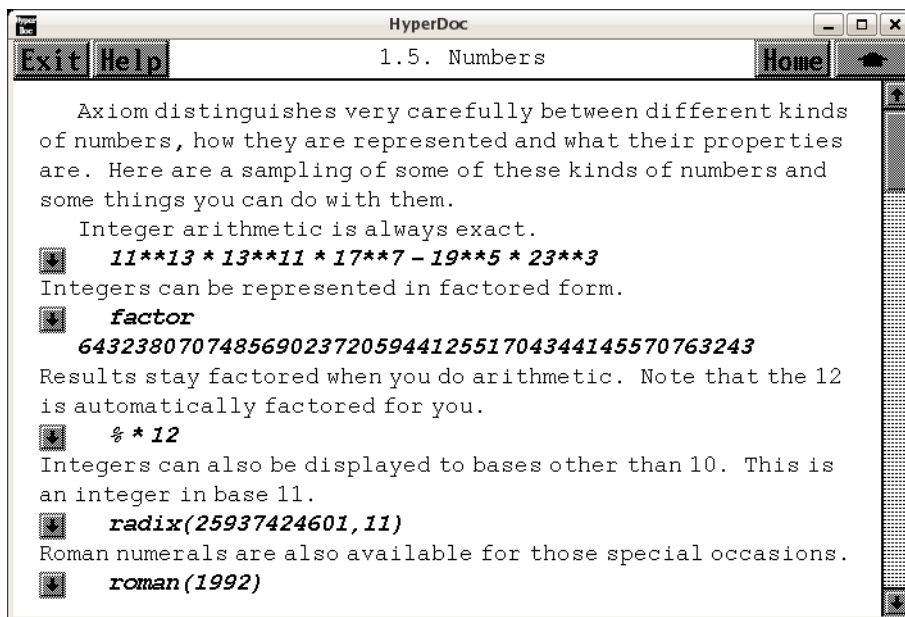 Hyper Doc
HyperDoc
Exit Help
1.5. Numbers
Home
Axiom distinguishes very carefully between different kinds
of numbers, how they are represented and what their properties
are. Here are a sampling of some of these kinds of numbers and
some things you can do with them.
Integer arithmetic is always exact.
11**13 * 13**11 * 17**7 - 19**5 * 23**3
Integers can be represented in factored form.
factor
643238070748569023720594412551704344145570763243
Results stay factored when you do arithmetic. Note that the 12
is automatically factored for you.
% * 12
Integers can also be displayed to bases other than 10. This is
an integer in base 11.
radix(25937424601,11)
Roman numerals are also available for those special occasions.
roman(1992)